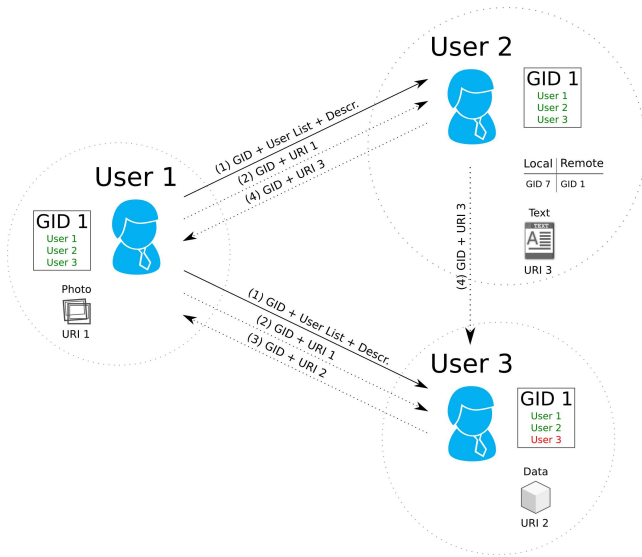 User 2
GID 1
User 1
User 2
User 3
(1) GID + User List + Descr.
(2) GID + URI 1
(4) GID + URI 3
Local Remote
GID 7 GID 1
Text
TEXT
A
URI 3
User 1
GID 1
User 1
User 2
User 3
Photo
URI 1
(4) GID + URI 3
(1) GID + User List + Descr.
(2) GID + URI 1
(3) GID + URI 2
User 3
GID 1
User 1
User 2
User 3
Data
URI 2